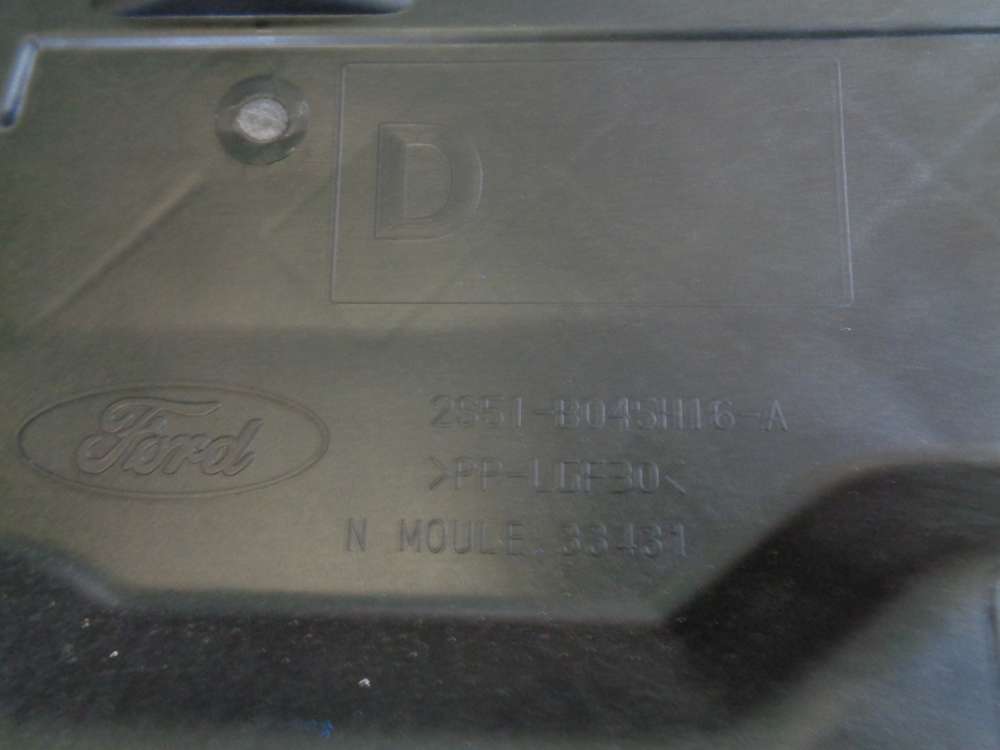 D
Ford
2S51-B045H16-A
>PP-LGF30<
N MOULE. 33431